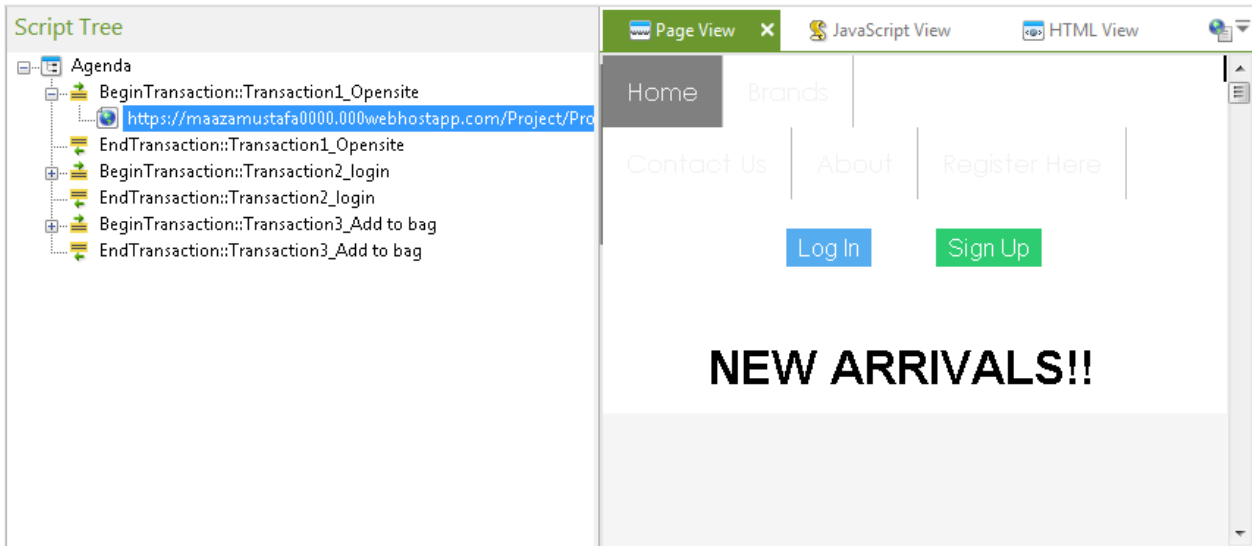 Script Tree
Agenda
BeginTransaction::Transaction1_Opensite
https://maazamustafa0000.000webhostapp.com/Project/Pro
EndTransaction::Transaction1_Opensite
BeginTransaction::Transaction2_login
EndTransaction::Transaction2_login
BeginTransaction::Transaction3_Add to bag
EndTransaction::Transaction3_Add to bag
Page View JavaScript View HTML View
Home Brands
Contact Us About Register Here
Log In Sign Up
NEW ARRIVALS!!